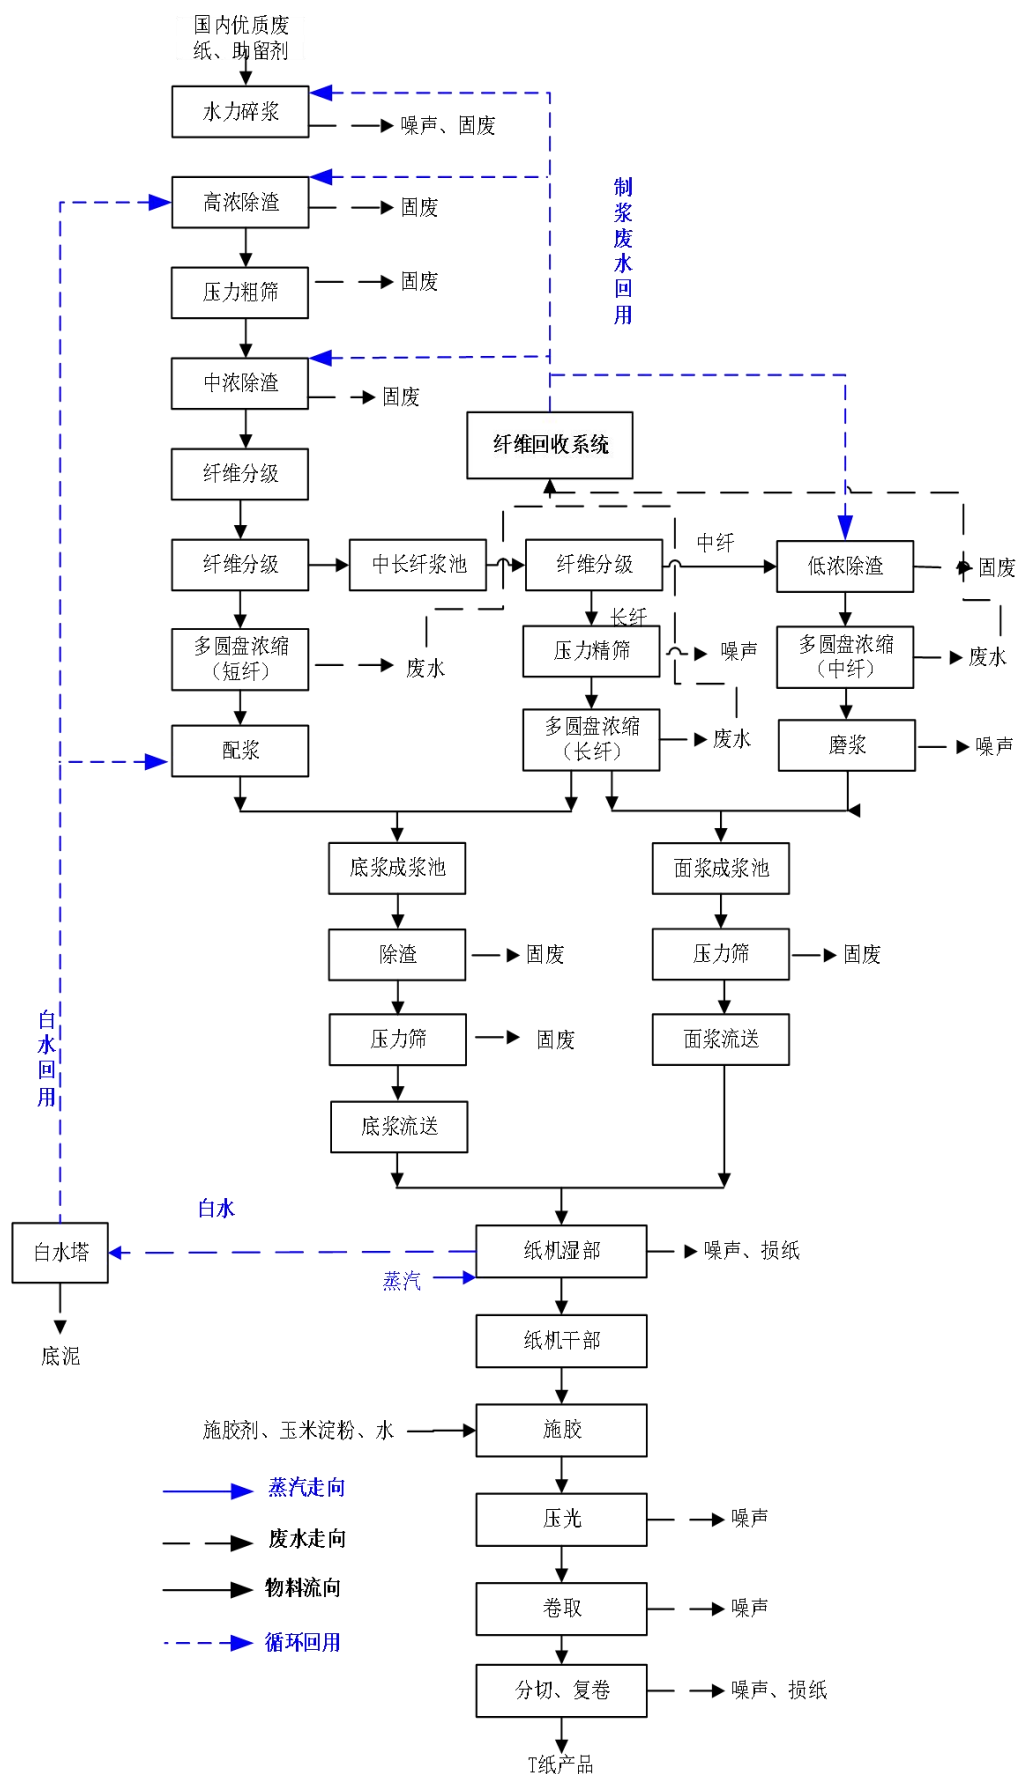 国内优质废
纸、助留剂
水力碎浆
噪声、固废
高浓除渣
固废
制浆废水回用
压力粗筛
固废
中浓除渣
固废
纤维回收系统
纤维分级
纤维分级
中长纤浆池
纤维分级
中纤
低浓除渣
固废
长纤
多圆盘浓缩
（短纤）
废水
压力精筛
噪声
多圆盘浓缩
（中纤）
废水
配浆
多圆盘浓缩
（长纤）
废水
磨浆
噪声
底浆成浆池
面浆成浆池
除渣
固废
压力筛
固废
白水回用
压力筛
固废
面浆流送
底浆流送
白水
白水塔
纸机湿部
噪声、损纸
蒸汽
底泥
纸机干部
施胶剂、玉米淀粉、水
施胶
蒸汽走向
压光
噪声
废水走向
物料流向
卷取
噪声
循环回用
分切、复卷
噪声、损纸
T纸产品